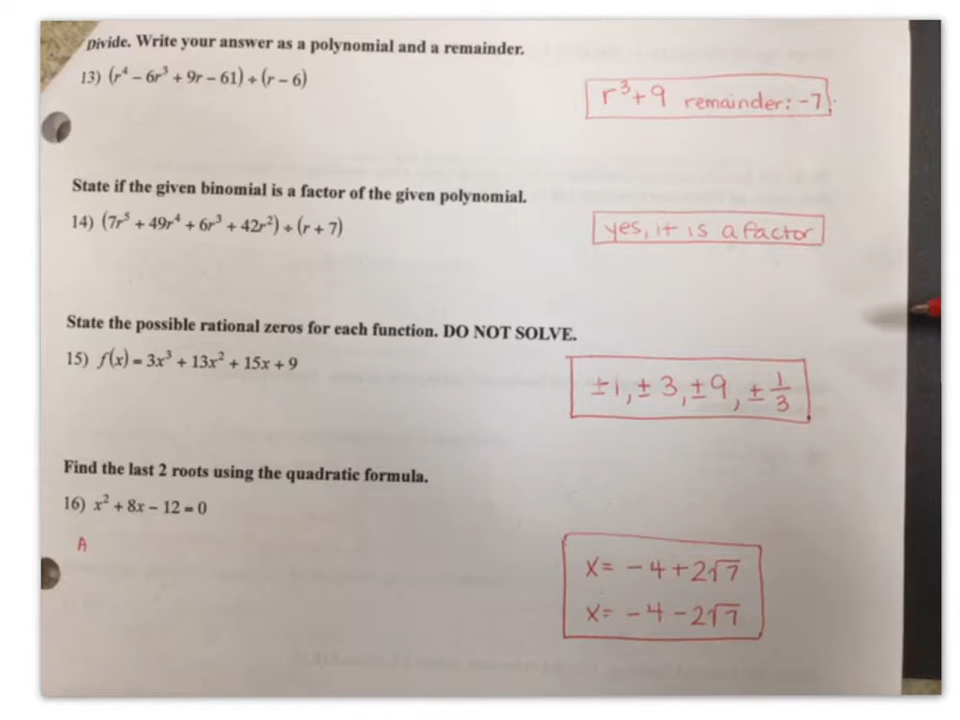 Divide. Write your answer as a polynomial and a remainder.
13) (r⁴ – 6r³ + 9r – 61) ÷ (r – 6)
r³+9 remainder: -7
State if the given binomial is a factor of the given polynomial.
14) (7r⁵ + 49r⁴ + 6r³ + 42r²) ÷ (r + 7)
yes, it is a factor
State the possible rational zeros for each function. DO NOT SOLVE.
15) f(x) = 3x³ + 13x² + 15x + 9
±1, ±3, ±9, ±1/3
Find the last 2 roots using the quadratic formula.
16) x² + 8x – 12 = 0
A
x= -4+2√7
x= -4-2√7